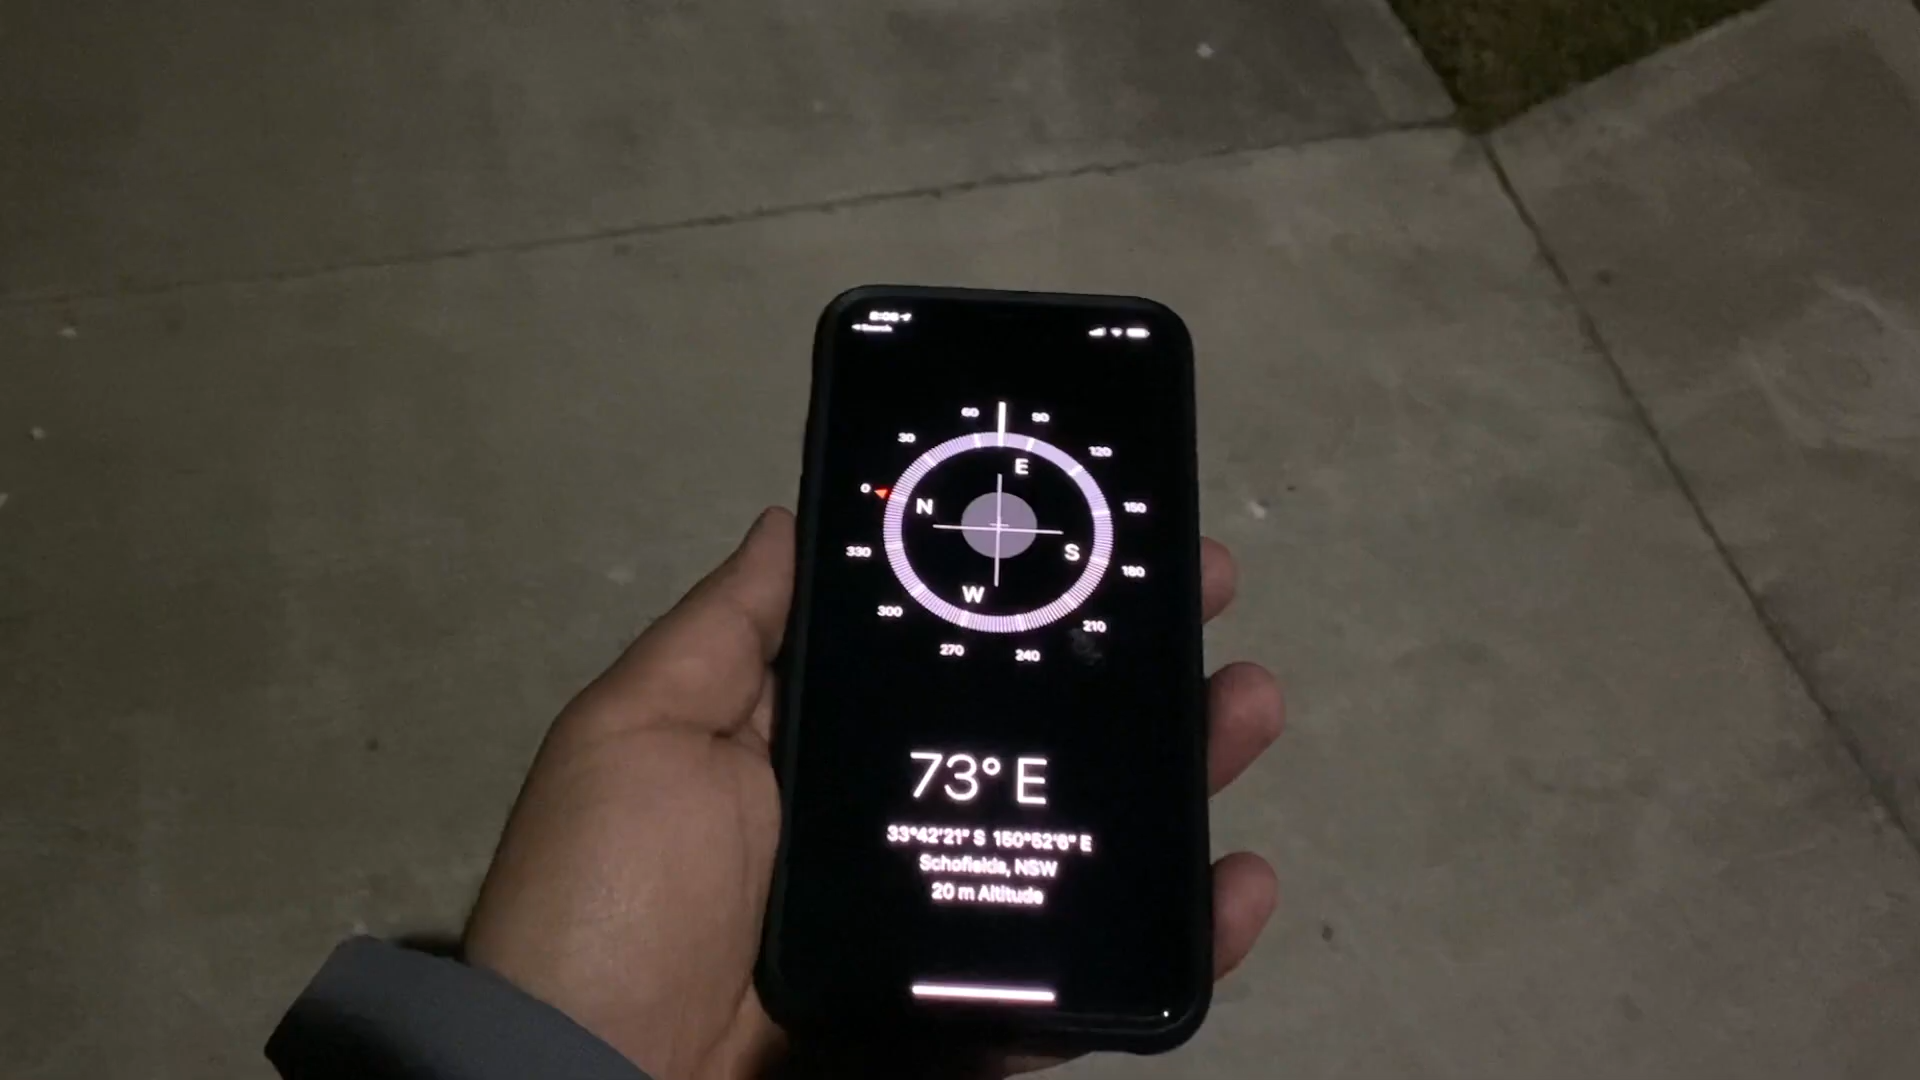 60 90
30 120
E
0 N 150
330 S 180
W
300 210
270 240
73° E
33°42'21" S 150°52'6" E
Schofields, NSW
20 m Altitude